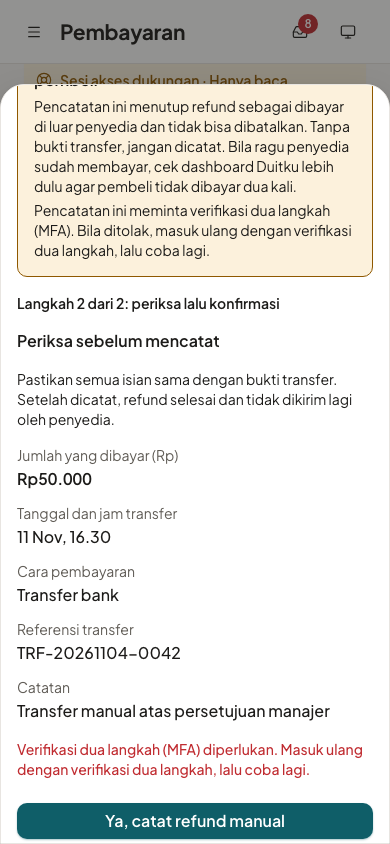 Pembayaran
8
Sesi akses dukungan · Hanya baca
Pencatatan ini menutup refund sebagai dibayar
di luar penyedia dan tidak bisa dibatalkan. Tanpa
bukti transfer, jangan dicatat. Bila ragu penyedia
sudah membayar, cek dashboard Duitku lebih
dulu agar pembeli tidak dibayar dua kali.
Pencatatan ini meminta verifikasi dua langkah
(MFA). Bila ditolak, masuk ulang dengan verifikasi
dua langkah, lalu coba lagi.
Langkah 2 dari 2: periksa lalu konfirmasi
Periksa sebelum mencatat
Pastikan semua isian sama dengan bukti transfer.
Setelah dicatat, refund selesai dan tidak dikirim lagi
oleh penyedia.
Jumlah yang dibayar (Rp)
Rp50.000
Tanggal dan jam transfer
11 Nov, 16.30
Cara pembayaran
Transfer bank
Referensi transfer
TRF-20261104-0042
Catatan
Transfer manual atas persetujuan manajer
Verifikasi dua langkah (MFA) diperlukan. Masuk ulang
dengan verifikasi dua langkah, lalu coba lagi.
Ya, catat refund manual